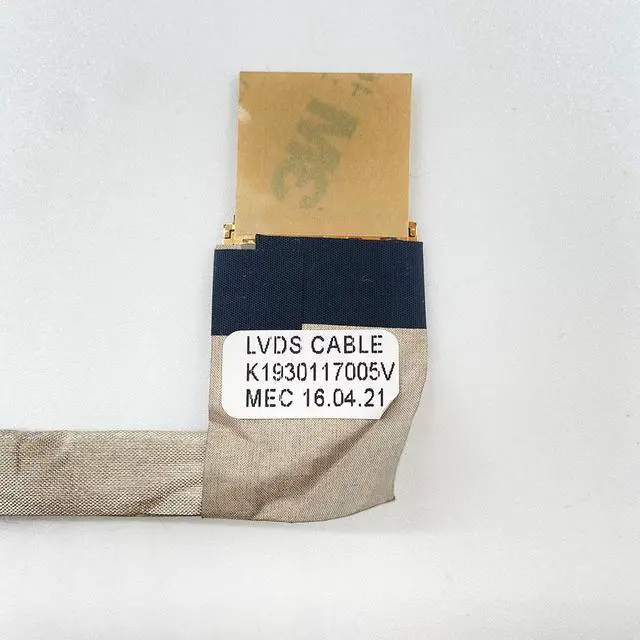 LVDS CABLE
K1930117005V
MEC 16.04.21